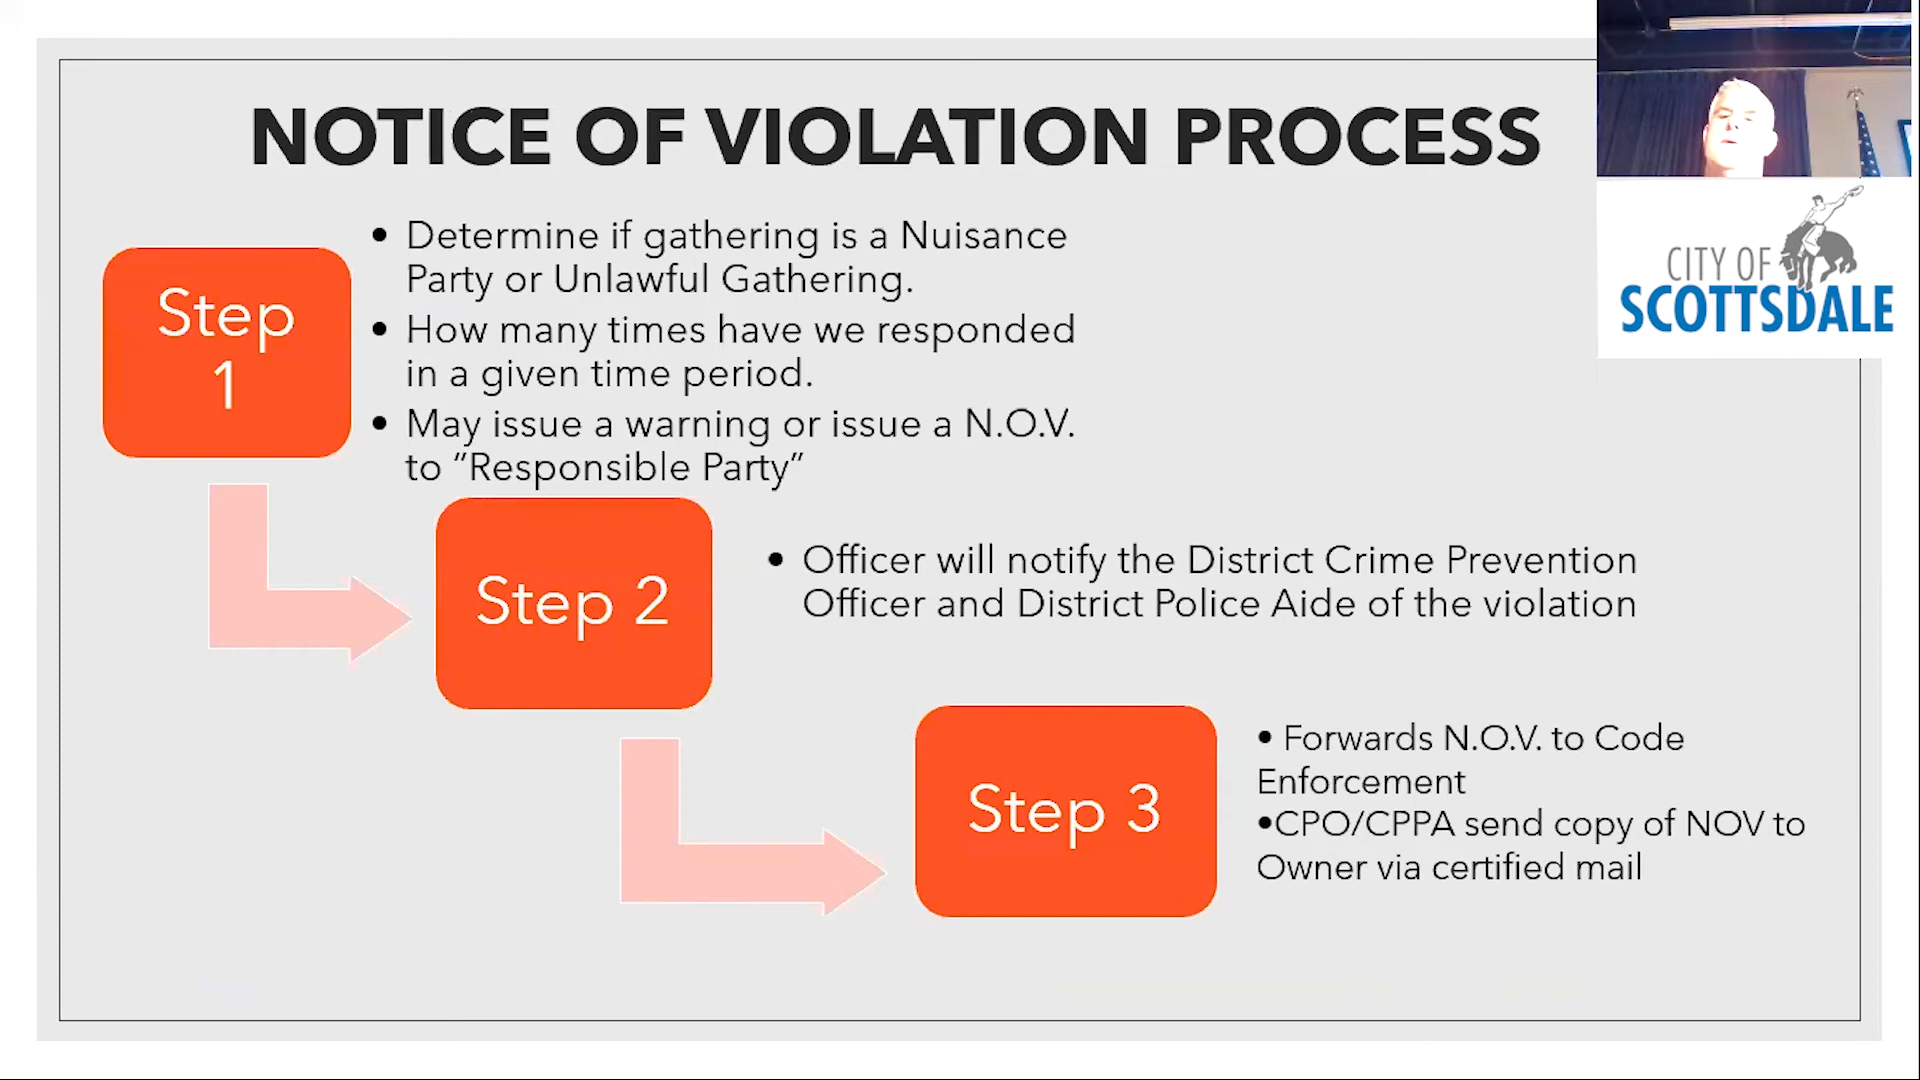 NOTICE OF VIOLATION PROCESS
CITY OF
SCOTTSDALE
Step
1
• Determine if gathering is a Nuisance
Party or Unlawful Gathering.
• How many times have we responded
in a given time period.
• May issue a warning or issue a N.O.V.
to “Responsible Party”
Step 2
• Officer will notify the District Crime Prevention
Officer and District Police Aide of the violation
Step 3
• Forwards N.O.V. to Code
Enforcement
•CPO/CPPA send copy of NOV to
Owner via certified mail